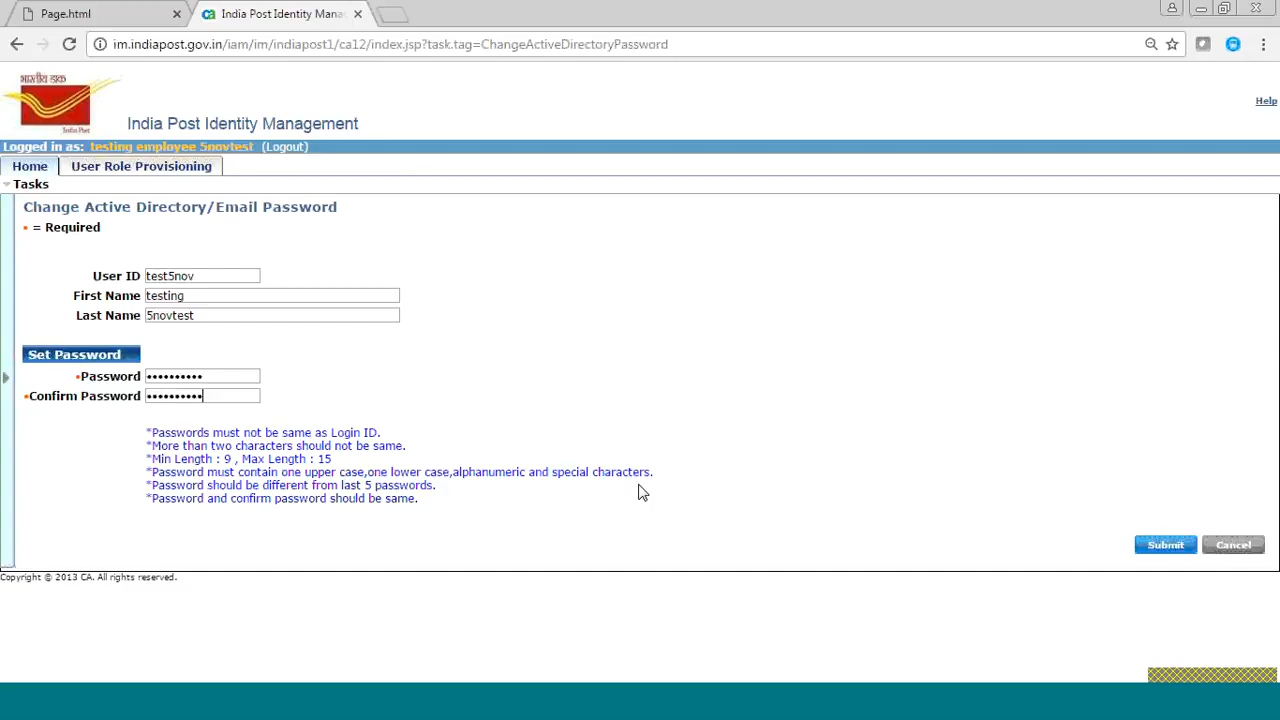 Page.html
India Post Identity Mana
im.indiapost.gov.in/iam/im/indiapost1/ca12/index.jsp?task.tag=ChangeActiveDirectoryPassword
भारतीय डाक
India Post
India Post Identity Management
Help
Logged in as: testing employee 5novtest (Logout)
Home User Role Provisioning
Tasks
Change Active Directory/Email Password
= Required
User ID test5nov
First Name testing
Last Name 5novtest
Set Password
Password ••••••••••
Confirm Password ••••••••••
*Passwords must not be same as Login ID.
*More than two characters should not be same.
*Min Length : 9 , Max Length : 15
*Password must contain one upper case,one lower case,alphanumeric and special characters.
*Password should be different from last 5 passwords.
*Password and confirm password should be same.
Submit Cancel
Copyright © 2013 CA. All rights reserved.